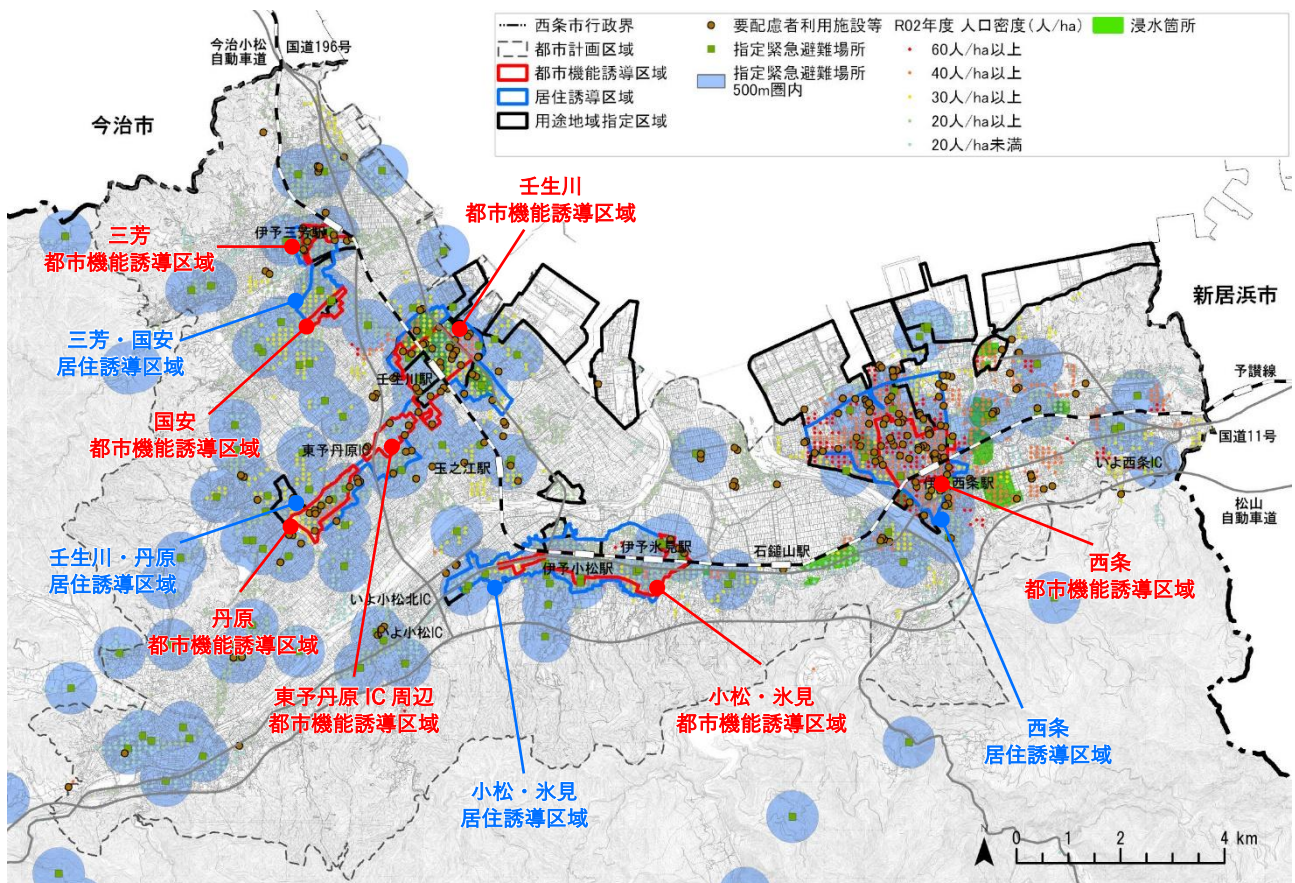 西条市行政界
都市計画区域
都市機能誘導区域
居住誘導区域
用途地域指定区域
要配慮者利用施設等
指定緊急避難場所
指定緊急避難場所
500m圏内
R02年度 人口密度(人/ha)
60人/ha以上
40人/ha以上
30人/ha以上
20人/ha以上
20人/ha未満
浸水箇所
今治小松
自動車道
国道196号
今治市
壬生川
都市機能誘導区域
伊予三芳駅
三芳
都市機能誘導区域
新居浜市
三芳・国安
居住誘導区域
予讃線
壬生川駅
国安
都市機能誘導区域
国道11号
東予丹原IC
玉之江駅
いよ西条IC
伊予西条駅
松山
自動車道
壬生川・丹原
居住誘導区域
伊予氷見駅
石鎚山駅
伊予小松駅
西条
都市機能誘導区域
いよ小松北IC
丹原
都市機能誘導区域
いよ小松IC
東予丹原 IC 周辺
都市機能誘導区域
小松・氷見
都市機能誘導区域
西条
居住誘導区域
小松・氷見
居住誘導区域
0 1 2 4 km